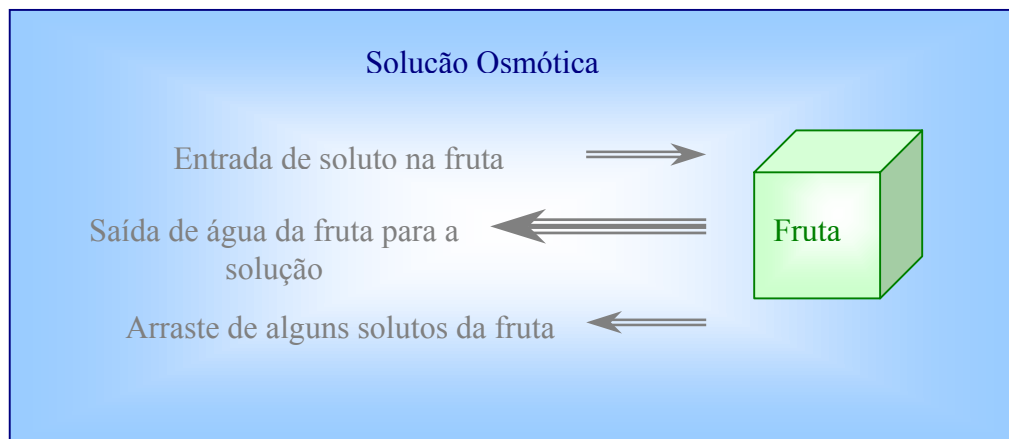 Solucão Osmótica
Entrada de soluto na fruta
Saída de água da fruta para a
solução
Fruta
Arraste de alguns solutos da fruta